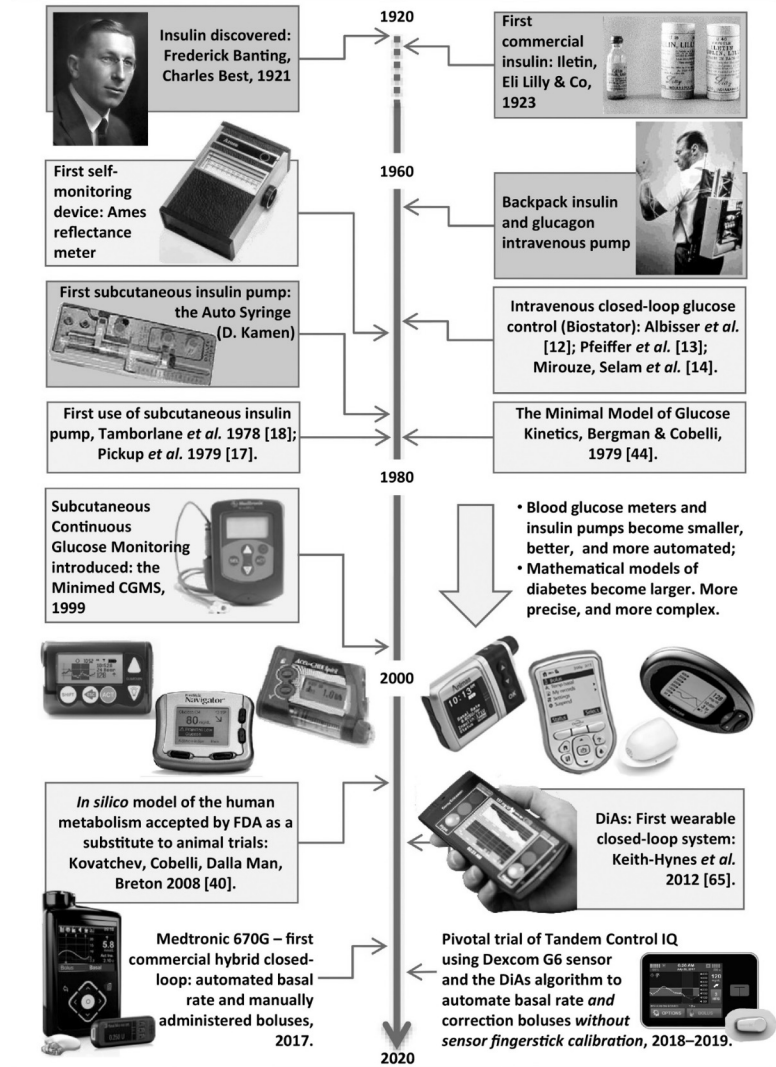 1920
Insulin discovered:
Frederick Banting,
Charles Best, 1921
First
commercial
insulin: Iletin,
Eli Lilly & Co,
1923
1960
First self-
monitoring
device: Ames
reflectance
meter
Backpack insulin
and glucagon
intravenous pump
First subcutaneous insulin pump:
the Auto Syringe
(D. Kamen)
Intravenous closed-loop glucose
control (Biostator): Albisser et al.
[12]; Pfeiffer et al. [13];
Mirouze, Selam et al. [14].
First use of subcutaneous insulin
pump, Tamborlane et al. 1978 [18];
Pickup et al. 1979 [17].
The Minimal Model of Glucose
Kinetics, Bergman & Cobelli,
1979 [44].
1980
Subcutaneous
Continuous
Glucose Monitoring
introduced: the
Minimed CGMS,
1999
• Blood glucose meters and
insulin pumps become smaller,
better, and more automated;
• Mathematical models of
diabetes become larger. More
precise, and more complex.
2000
Navigator
80
10:13
In silico model of the human
metabolism accepted by FDA as a
substitute to animal trials:
Kovatchev, Cobelli, Dalla Man,
Breton 2008 [40].
DiAs: First wearable
closed-loop system:
Keith-Hynes et al.
2012 [65].
5.8
Medtronic 670G – first
commercial hybrid closed-
loop: automated basal
rate and manually
administered boluses,
2017.
Pivotal trial of Tandem Control IQ
using Dexcom G6 sensor
and the DiAs algorithm to
automate basal rate and
correction boluses without
sensor fingerstick calibration, 2018–2019.
120
OPTIONS
BOLUS
2020